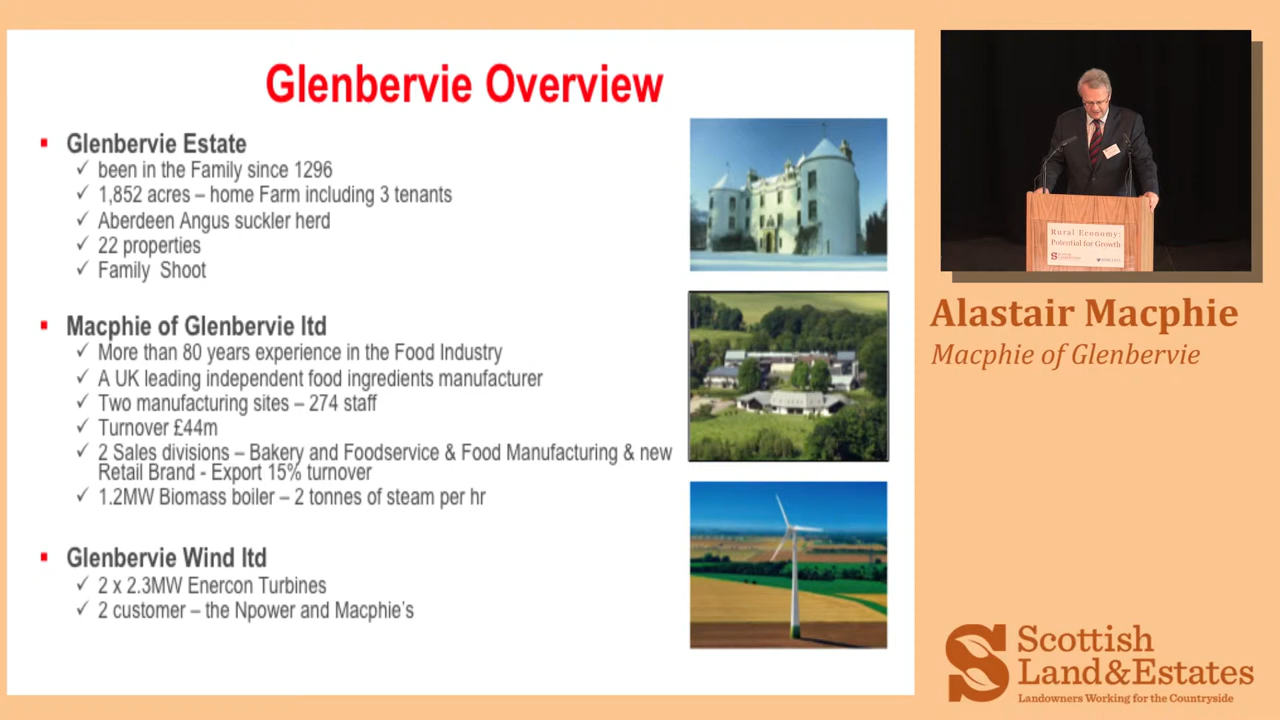 Glenbervie Overview
▪ Glenbervie Estate
✓ been in the Family since 1296
✓ 1,852 acres – home Farm including 3 tenants
✓ Aberdeen Angus suckler herd
✓ 22 properties
✓ Family Shoot
▪ Macphie of Glenbervie ltd
✓ More than 80 years experience in the Food Industry
✓ A UK leading independent food ingredients manufacturer
✓ Two manufacturing sites – 274 staff
✓ Turnover £44m
✓ 2 Sales divisions – Bakery and Foodservice & Food Manufacturing & new
Retail Brand - Export 15% turnover
✓ 1.2MW Biomass boiler – 2 tonnes of steam per hr
▪ Glenbervie Wind ltd
✓ 2 x 2.3MW Enercon Turbines
✓ 2 customer – the Npower and Macphie's
Rural Economy:
Potential for Growth
Alastair Macphie
Macphie of Glenbervie
Scottish
Land&Estates
Landowners Working for the Countryside